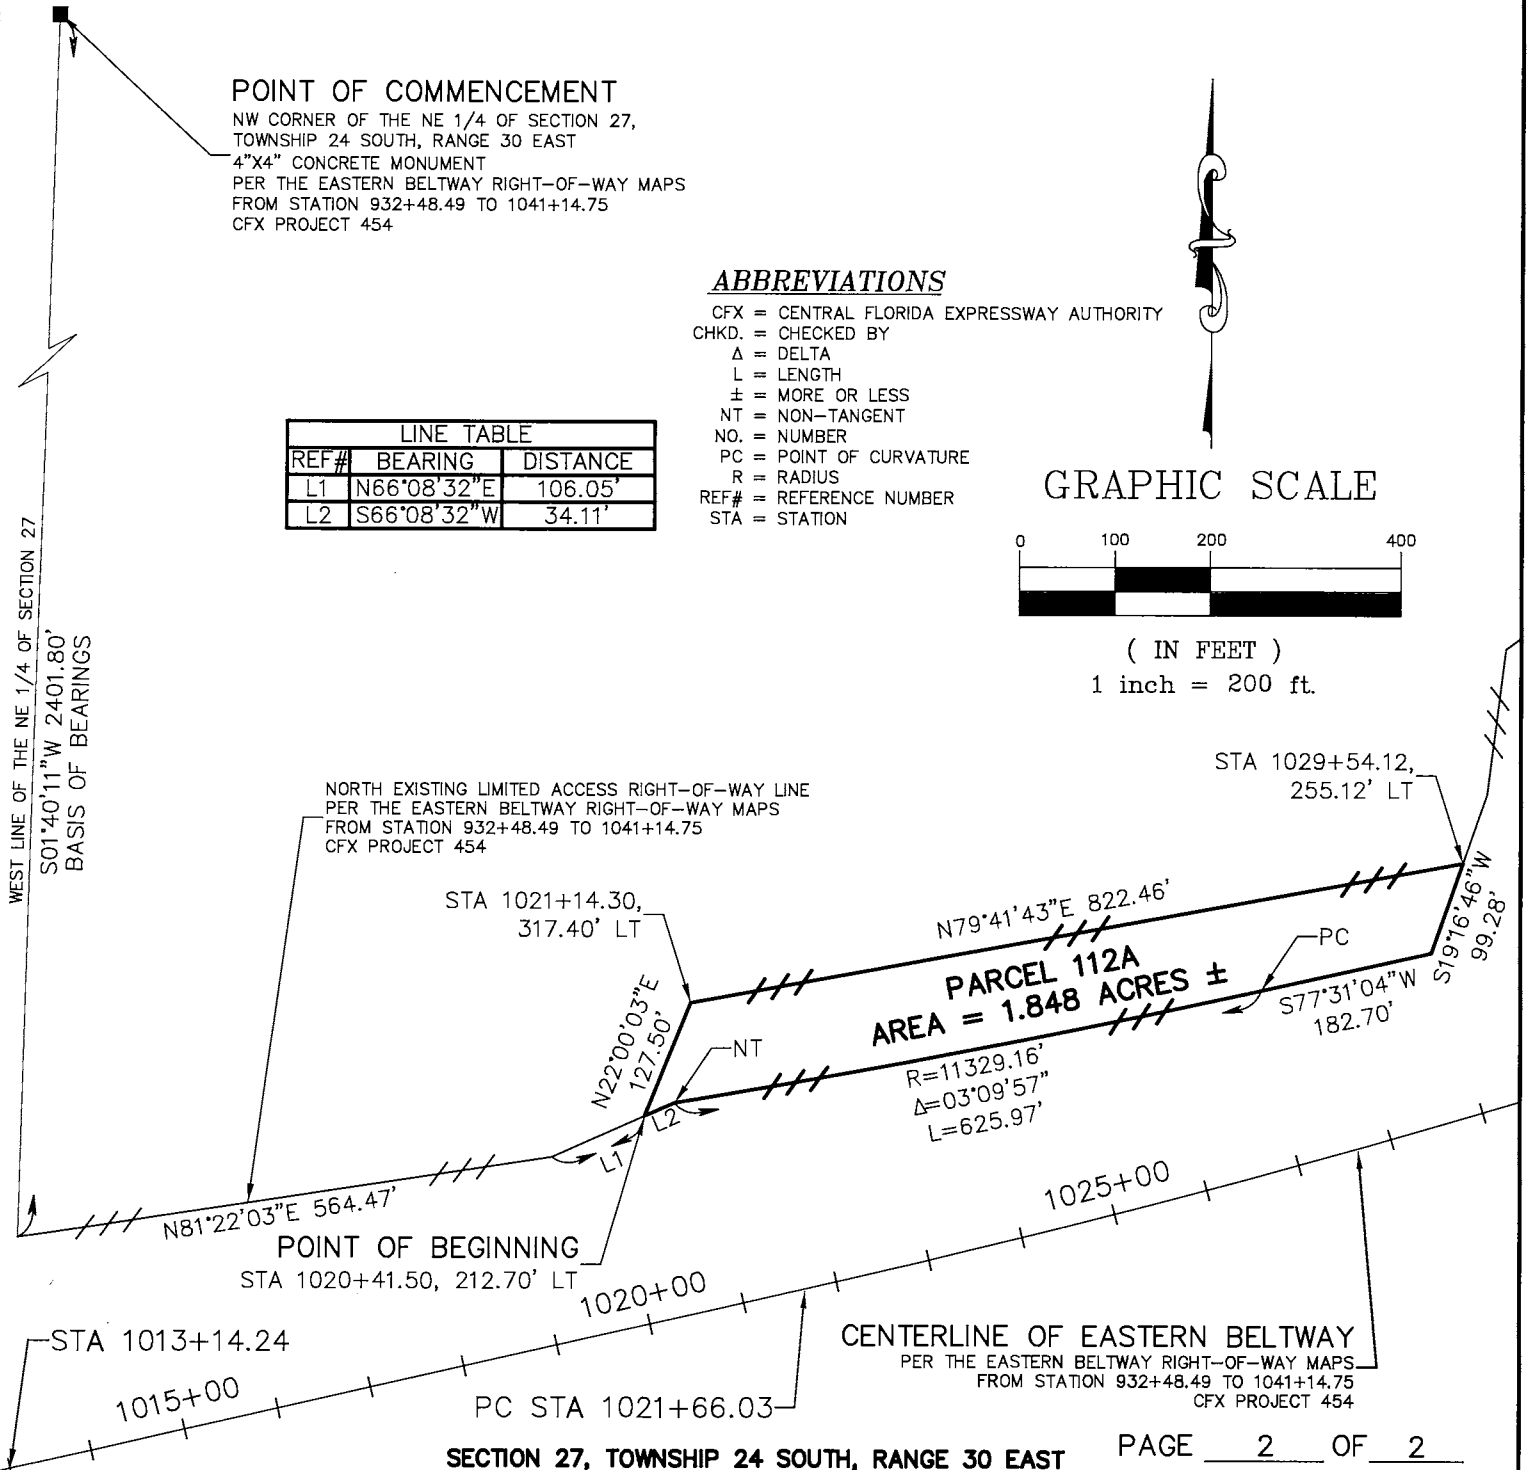 POINT OF COMMENCEMENT
NW CORNER OF THE NE 1/4 OF SECTION 27,
TOWNSHIP 24 SOUTH, RANGE 30 EAST
4"X4" CONCRETE MONUMENT
PER THE EASTERN BELTWAY RIGHT-OF-WAY MAPS
FROM STATION 932+48.49 TO 1041+14.75
CFX PROJECT 454
ABBREVIATIONS
CFX = CENTRAL FLORIDA EXPRESSWAY AUTHORITY
CHKD. = CHECKED BY
Δ = DELTA
L = LENGTH
± = MORE OR LESS
NT = NON-TANGENT
NO. = NUMBER
PC = POINT OF CURVATURE
R = RADIUS
REF# = REFERENCE NUMBER
STA = STATION
LINE TABLE
REF# BEARING DISTANCE
L1 N66°08'32"E 106.05'
L2 S66°08'32"W 34.11'
GRAPHIC SCALE
0 100 200 400
( IN FEET )
1 inch = 200 ft.
WEST LINE OF THE NE 1/4 OF SECTION 27
S01°40'11"W 2401.80'
BASIS OF BEARINGS
NORTH EXISTING LIMITED ACCESS RIGHT-OF-WAY LINE
PER THE EASTERN BELTWAY RIGHT-OF-WAY MAPS
FROM STATION 932+48.49 TO 1041+14.75
CFX PROJECT 454
STA 1029+54.12,
255.12' LT
STA 1021+14.30,
317.40' LT
N79°41'43"E 822.46'
S19°16'46"W
99.28'
PC
PARCEL 112A
AREA = 1.848 ACRES ±
S77°31'04"W
182.70'
N22°00'03"E
127.50'
NT
R=11329.16'
Δ=03°09'57"
L=625.97'
L2
L1
N81°22'03"E 564.47'
POINT OF BEGINNING
STA 1020+41.50, 212.70' LT
1025+00
1020+00
STA 1013+14.24
1015+00
PC STA 1021+66.03
CENTERLINE OF EASTERN BELTWAY
PER THE EASTERN BELTWAY RIGHT-OF-WAY MAPS
FROM STATION 932+48.49 TO 1041+14.75
CFX PROJECT 454
SECTION 27, TOWNSHIP 24 SOUTH, RANGE 30 EAST
PAGE 2 OF 2